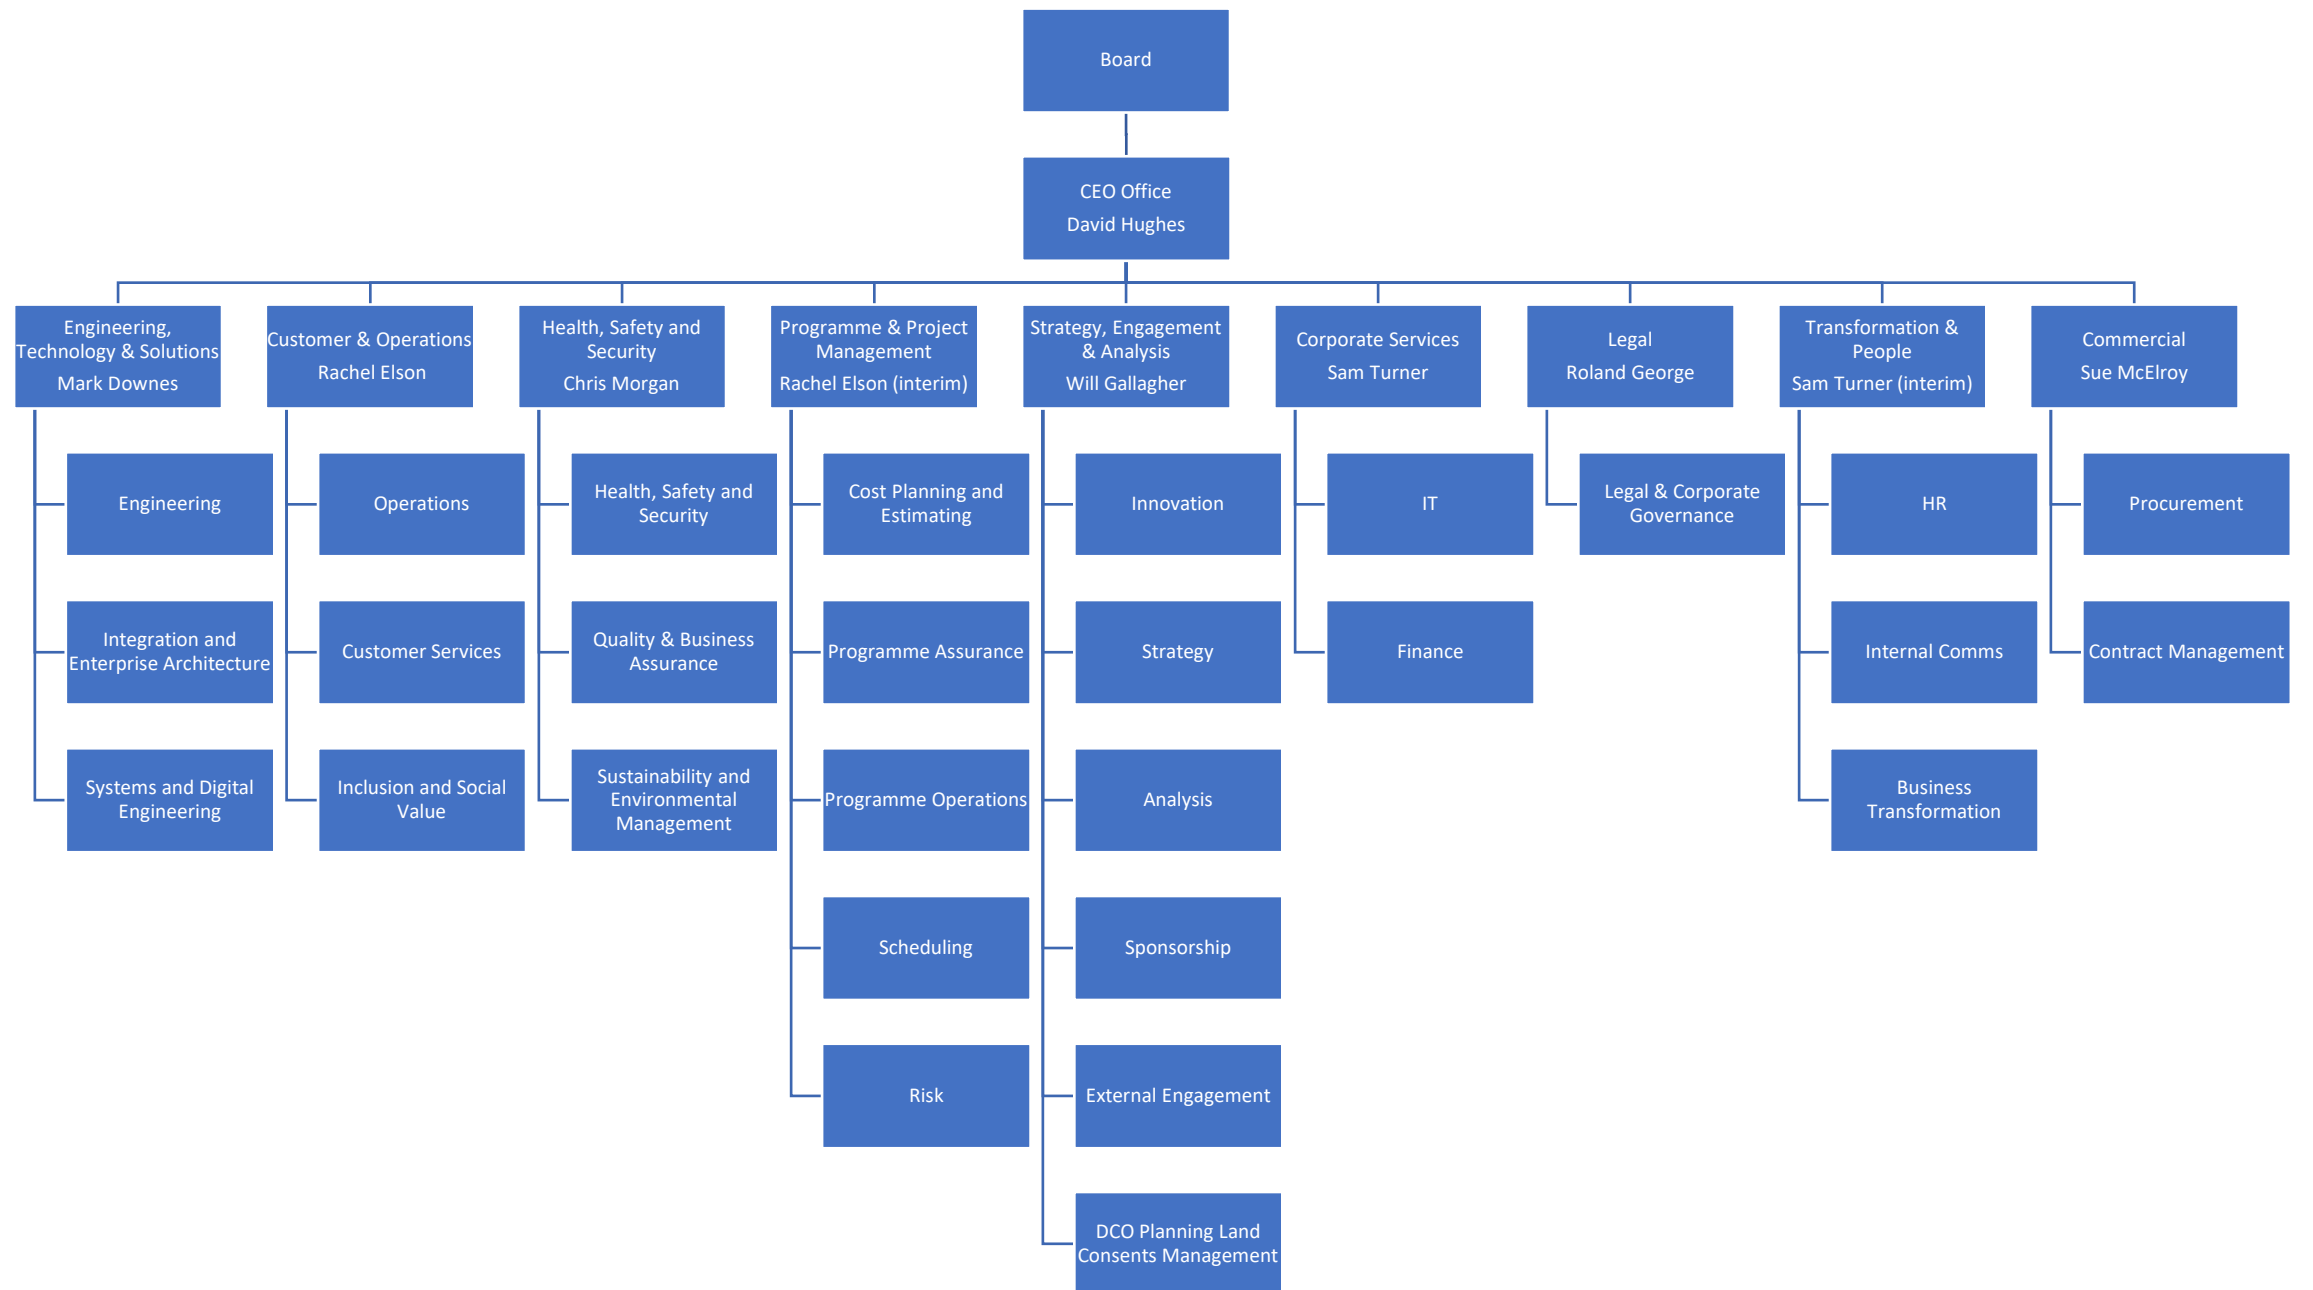 Board
CEO Office
David Hughes
Engineering,
Technology & Solutions
Mark Downes
Customer & Operations
Rachel Elson
Health, Safety and
Security
Chris Morgan
Programme & Project
Management
Rachel Elson (interim)
Strategy, Engagement
& Analysis
Will Gallagher
Corporate Services
Sam Turner
Legal
Roland George
Transformation &
People
Sam Turner (interim)
Commercial
Sue McElroy
Engineering
Integration and
Enterprise Architecture
Systems and Digital
Engineering
Operations
Customer Services
Inclusion and Social
Value
Health, Safety and
Security
Quality & Business
Assurance
Sustainability and
Environmental
Management
Cost Planning and
Estimating
Programme Assurance
Programme Operations
Scheduling
Risk
Innovation
Strategy
Analysis
Sponsorship
External Engagement
DCO Planning Land
Consents Management
IT
Finance
Legal & Corporate
Governance
HR
Internal Comms
Business
Transformation
Procurement
Contract Management